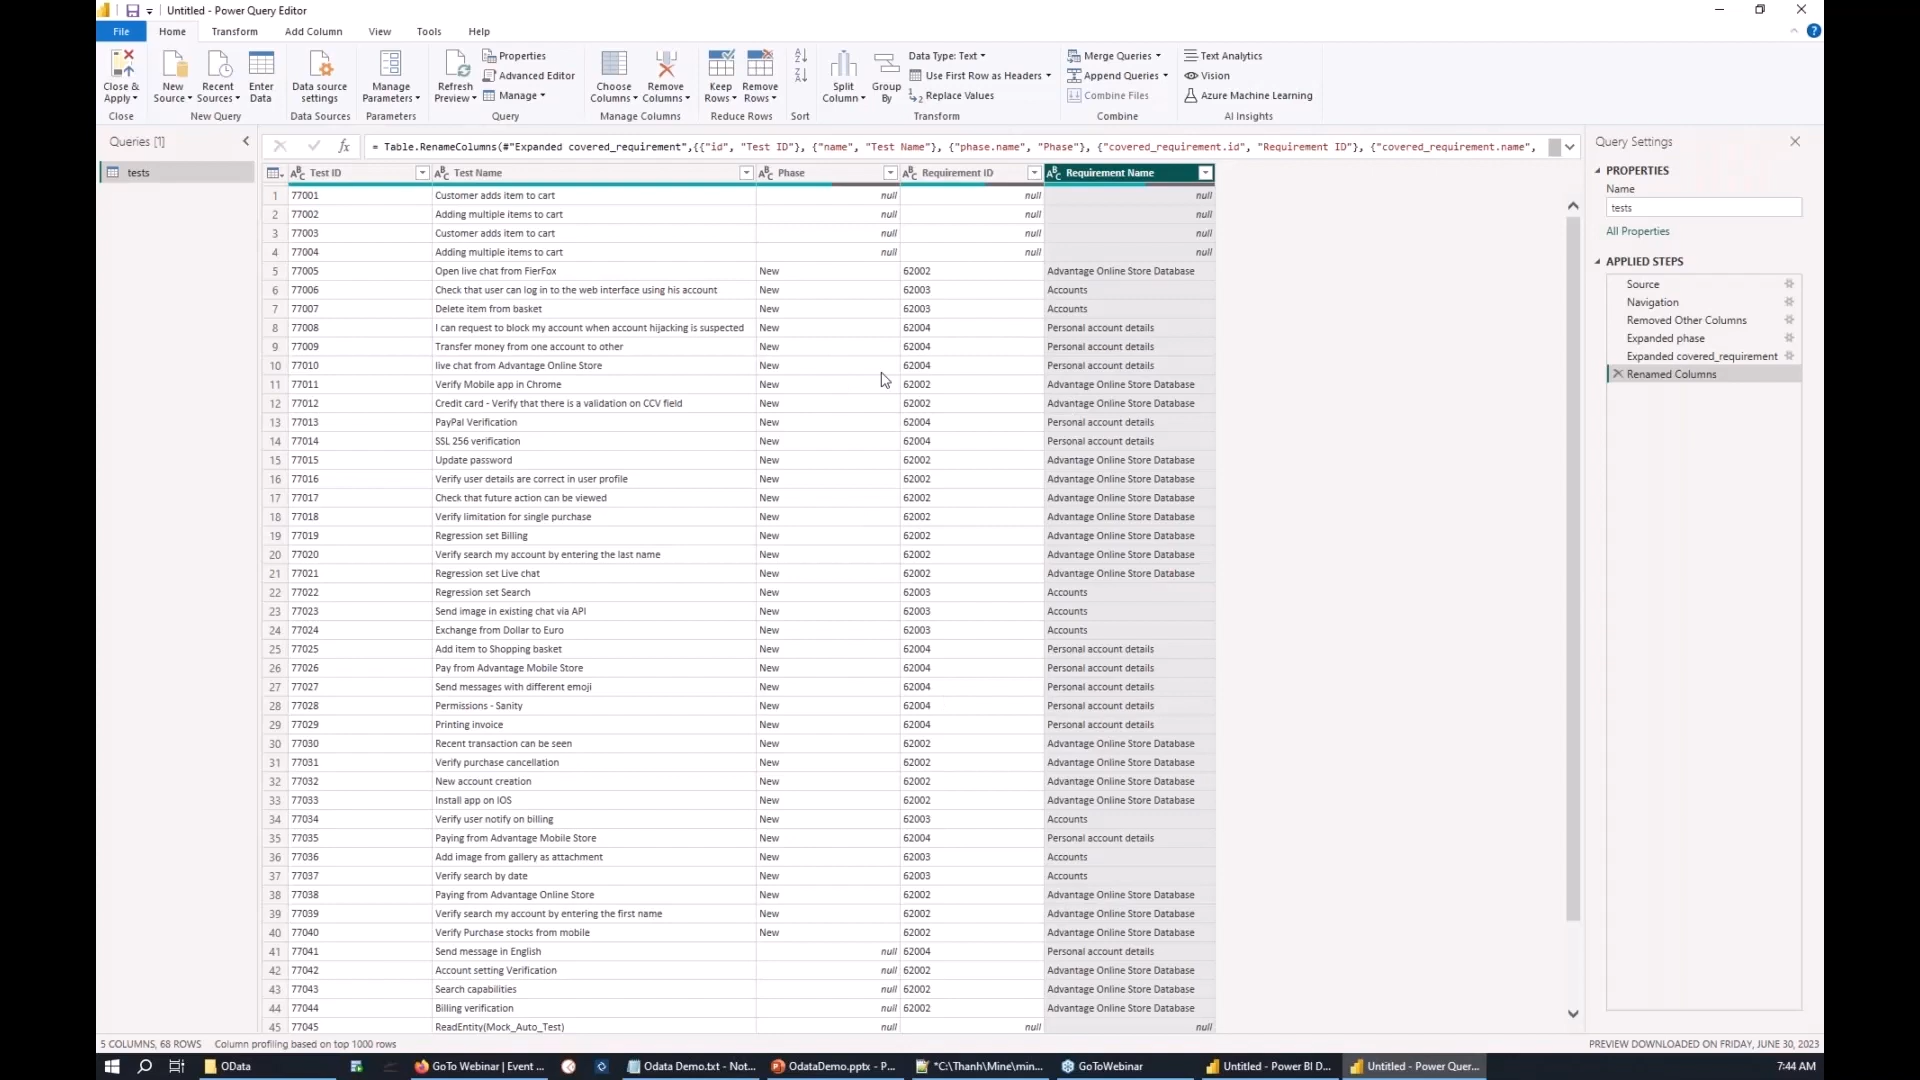 Untitled - Power Query Editor
File Home Transform Add Column View Tools Help
Close & Apply
Close
New Source
Recent Sources
Enter Data
New Query
Data source settings
Data Sources
Manage Parameters
Parameters
Refresh Preview
Properties
Advanced Editor
Manage
Query
Choose Columns
Remove Columns
Manage Columns
Keep Rows
Remove Rows
Reduce Rows
Sort
Split Column
Group By
Data Type: Text
Use First Row as Headers
Replace Values
Transform
Merge Queries
Append Queries
Combine Files
Combine
Text Analytics
Vision
Azure Machine Learning
AI Insights
Queries [1]
tests
= Table.RenameColumns(#"Expanded covered_requirement",{{"id", "Test ID"}, {"name", "Test Name"}, {"phase.name", "Phase"}, {"covered_requirement.id", "Requirement ID"}, {"covered_requirement.name",
Test ID Test Name Phase Requirement ID Requirement Name
1 77001 Customer adds item to cart null null null
2 77002 Adding multiple items to cart null null null
3 77003 Customer adds item to cart null null null
4 77004 Adding multiple items to cart null null null
5 77005 Open live chat from FierFox New 62002 Advantage Online Store Database
6 77006 Check that user can log in to the web interface using his account New 62003 Accounts
7 77007 Delete item from basket New 62003 Accounts
8 77008 I can request to block my account when account hijacking is suspected New 62004 Personal account details
9 77009 Transfer money from one account to other New 62004 Personal account details
10 77010 live chat from Advantage Online Store New 62004 Personal account details
11 77011 Verify Mobile app in Chrome New 62002 Advantage Online Store Database
12 77012 Credit card - Verify that there is a validation on CCV field New 62002 Advantage Online Store Database
13 77013 PayPal Verification New 62004 Personal account details
14 77014 SSL 256 verification New 62004 Personal account details
15 77015 Update password New 62002 Advantage Online Store Database
16 77016 Verify user details are correct in user profile New 62002 Advantage Online Store Database
17 77017 Check that future action can be viewed New 62002 Advantage Online Store Database
18 77018 Verify limitation for single purchase New 62002 Advantage Online Store Database
19 77019 Regression set Billing New 62002 Advantage Online Store Database
20 77020 Verify search my account by entering the last name New 62002 Advantage Online Store Database
21 77021 Regression set Live chat New 62002 Advantage Online Store Database
22 77022 Regression set Search New 62003 Accounts
23 77023 Send image in existing chat via API New 62003 Accounts
24 77024 Exchange from Dollar to Euro New 62003 Accounts
25 77025 Add item to Shopping basket New 62004 Personal account details
26 77026 Pay from Advantage Mobile Store New 62004 Personal account details
27 77027 Send messages with different emoji New 62004 Personal account details
28 77028 Permissions - Sanity New 62004 Personal account details
29 77029 Printing invoice New 62004 Personal account details
30 77030 Recent transaction can be seen New 62002 Advantage Online Store Database
31 77031 Verify purchase cancellation New 62002 Advantage Online Store Database
32 77032 New account creation New 62002 Advantage Online Store Database
33 77033 Install app on IOS New 62002 Advantage Online Store Database
34 77034 Verify user notify on billing New 62003 Accounts
35 77035 Paying from Advantage Mobile Store New 62004 Personal account details
36 77036 Add image from gallery as attachment New 62003 Accounts
37 77037 Verify search by date New 62003 Accounts
38 77038 Paying from Advantage Online Store New 62002 Advantage Online Store Database
39 77039 Verify search my account by entering the first name New 62002 Advantage Online Store Database
40 77040 Verify Purchase stocks from mobile New 62002 Advantage Online Store Database
41 77041 Send message in English null 62004 Personal account details
42 77042 Account setting Verification null 62002 Advantage Online Store Database
43 77043 Search capabilities null 62002 Advantage Online Store Database
44 77044 Billing verification null 62002 Advantage Online Store Database
45 77045 ReadEntity(Mock_Auto_Test) null null null
Query Settings
PROPERTIES
Name
tests
All Properties
APPLIED STEPS
Source
Navigation
Removed Other Columns
Expanded phase
Expanded covered_requirement
Renamed Columns
5 COLUMNS, 68 ROWS Column profiling based on top 1000 rows PREVIEW DOWNLOADED ON FRIDAY, JUNE 30, 2023
OData GoTo Webinar | Event ... Odata Demo.txt - Not... OdataDemo.pptx - P... *C:\Thanh\Mine\min... GoToWebinar Untitled - Power BI D... Untitled - Power Quer... 7:44 AM